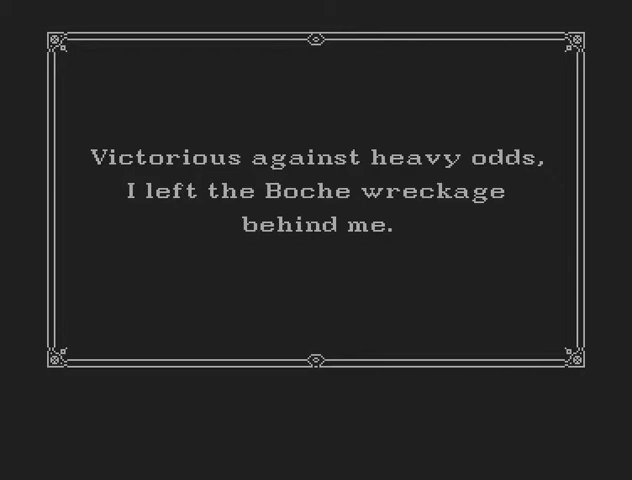 Victorious against heavy odds,
I left the Boche wreckage
behind me.